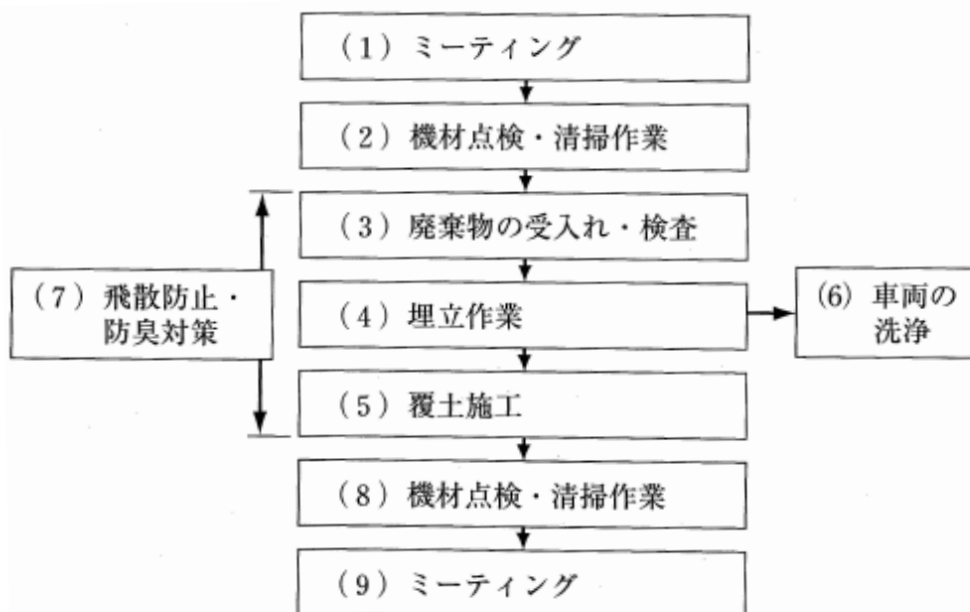 (1) ミーティング
(2) 機材点検・清掃作業
(3) 廃棄物の受入れ・検査
(7) 飛散防止・
防臭対策
(4) 埋立作業
(6) 車両の
洗浄
(5) 覆土施工
(8) 機材点検・清掃作業
(9) ミーティング